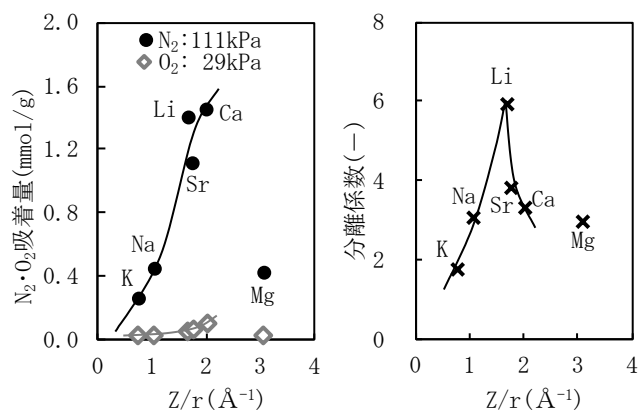 N₂・O₂吸着量(mmol/g)
2.0
1.6
1.2
0.8
0.4
0.0
N₂:111kPa
O₂: 29kPa
Li
Ca
Sr
Na
K
Mg
0 1 2 3 4
Z/r(Å⁻¹)
分離係数(−)
8
6
4
2
0
Li
Na
Sr
Ca
K
Mg
0 1 2 3 4
Z/r(Å⁻¹)